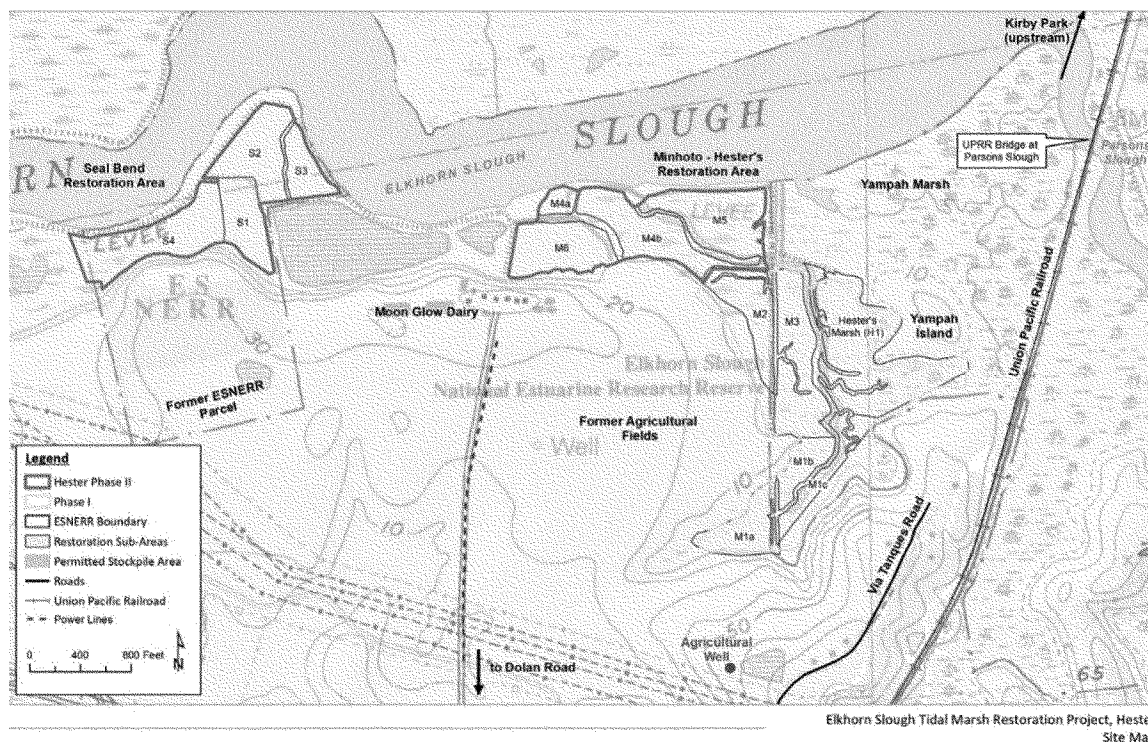 Kirby Park
(upstream)
UPRR Bridge at
Parsons Slough
Parsons
Slough
SLOUGH
ELKHORN SLOUGH
RN
Seal Bend
Restoration Area
S2
S3
S1
S4
LEVEE
Minhoto - Hester's
Restoration Area
Yampah Marsh
M4a
M5
LEVEE
M4b
M6
E S
NERR
30
20
10
Moon Glow Dairy
M2
M3
Hester's
Marsh (H1)
Yampah
Island
Union Pacific Railroad
Elkhorn Slough
National Estuarine Research Reserve
Former ESNERR
Parcel
Former Agricultural
Fields
Well
M1b
M1c
10
M1a
10
Via Tanques Road
60
Agricultural
Well
65
to Dolan Road
Legend
Hester Phase II
Phase I
ESNERR Boundary
Restoration Sub-Areas
Permitted Stockpile Area
Roads
Union Pacific Railroad
Power Lines
0 400 800 Feet
N
Elkhorn Slough Tidal Marsh Restoration Project, Heste
Site Ma